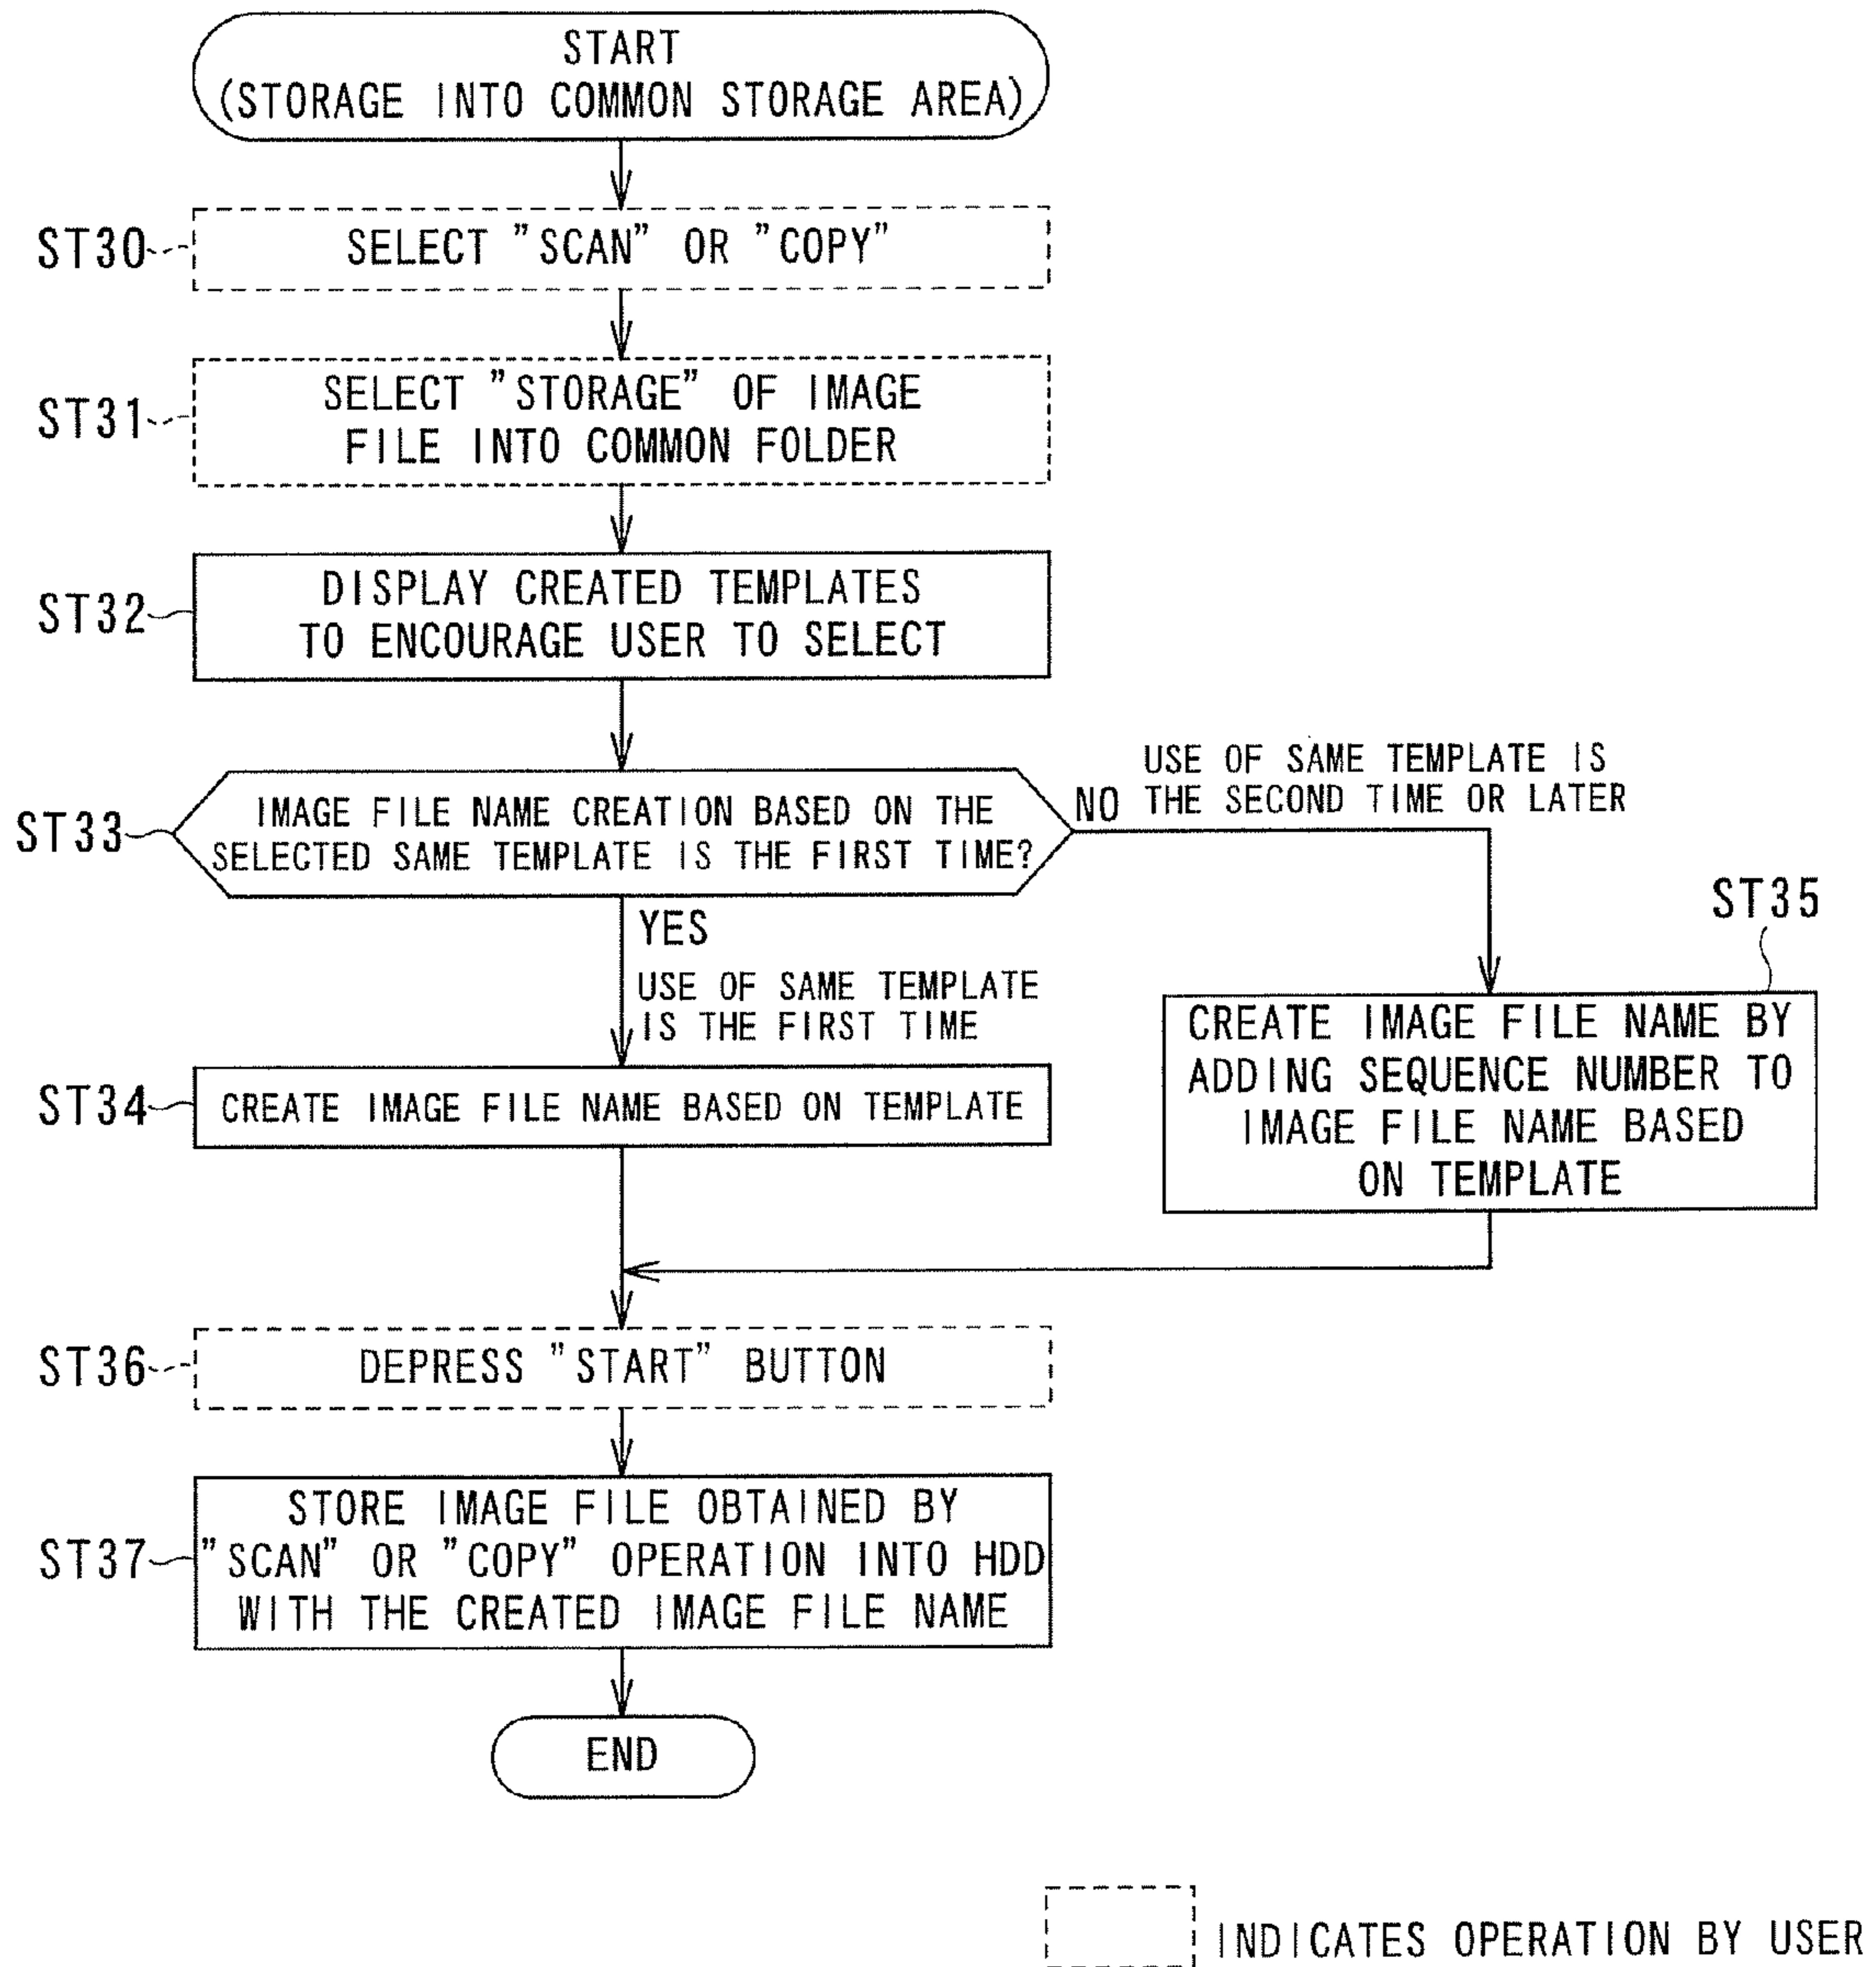 START
(STORAGE INTO COMMON STORAGE AREA)
ST30
SELECT "SCAN" OR "COPY"
ST31
SELECT "STORAGE" OF IMAGE
FILE INTO COMMON FOLDER
ST32
DISPLAY CREATED TEMPLATES
TO ENCOURAGE USER TO SELECT
ST33
IMAGE FILE NAME CREATION BASED ON THE
SELECTED SAME TEMPLATE IS THE FIRST TIME?
NO
USE OF SAME TEMPLATE IS
THE SECOND TIME OR LATER
YES
USE OF SAME TEMPLATE
IS THE FIRST TIME
ST34
CREATE IMAGE FILE NAME BASED ON TEMPLATE
ST35
CREATE IMAGE FILE NAME BY
ADDING SEQUENCE NUMBER TO
IMAGE FILE NAME BASED
ON TEMPLATE
ST36
DEPRESS "START" BUTTON
ST37
STORE IMAGE FILE OBTAINED BY
"SCAN" OR "COPY" OPERATION INTO HDD
WITH THE CREATED IMAGE FILE NAME
END
INDICATES OPERATION BY USER